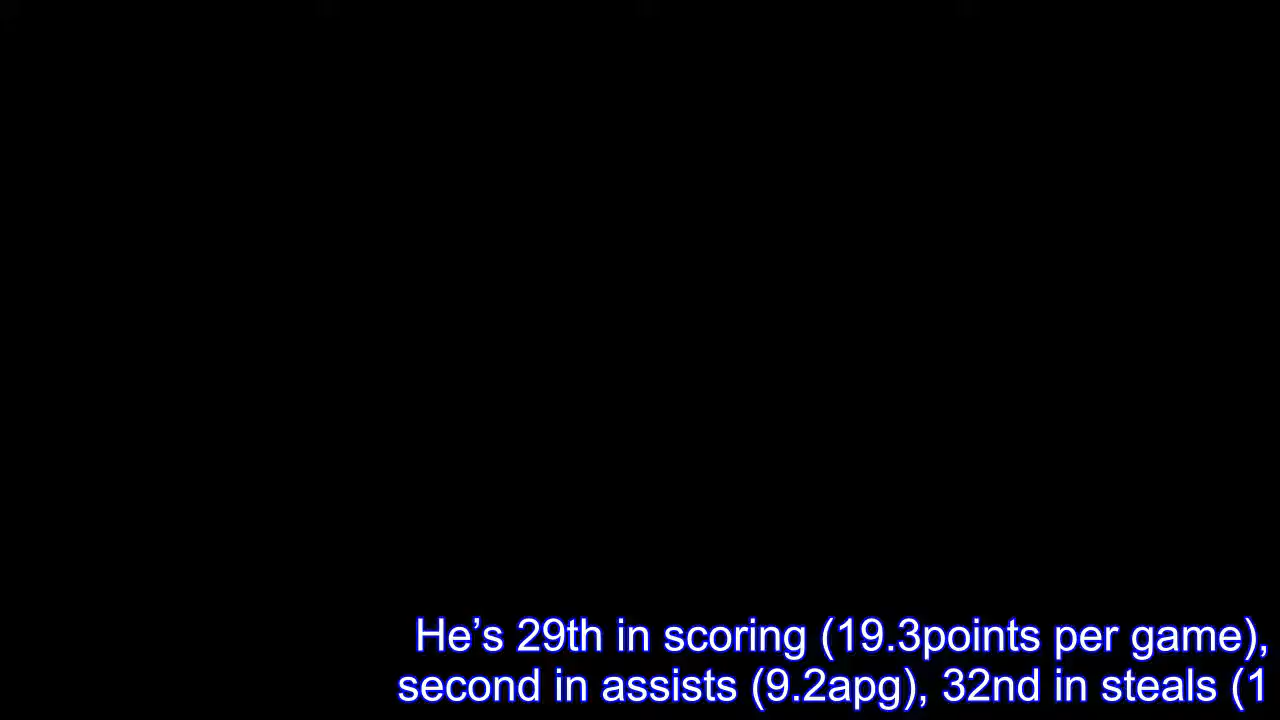 He’s 29th in scoring (19.3points per game),
second in assists (9.2apg), 32nd in steals (1